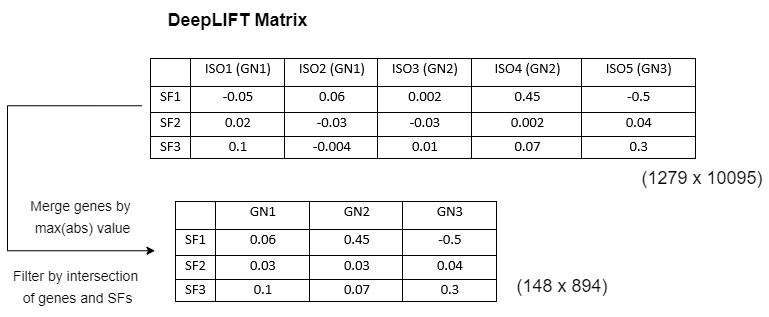 DeepLIFT Matrix
ISO1 (GN1) ISO2 (GN1) ISO3 (GN2) ISO4 (GN2) ISO5 (GN3)
SF1 -0.05 0.06 0.002 0.45 -0.5
SF2 0.02 -0.03 -0.03 0.002 0.04
SF3 0.1 -0.004 0.01 0.07 0.3
(1279 x 10095)
Merge genes by
max(abs) value
Filter by intersection
of genes and SFs
GN1 GN2 GN3
SF1 0.06 0.45 -0.5
SF2 0.03 0.03 0.04
SF3 0.1 0.07 0.3
(148 x 894)